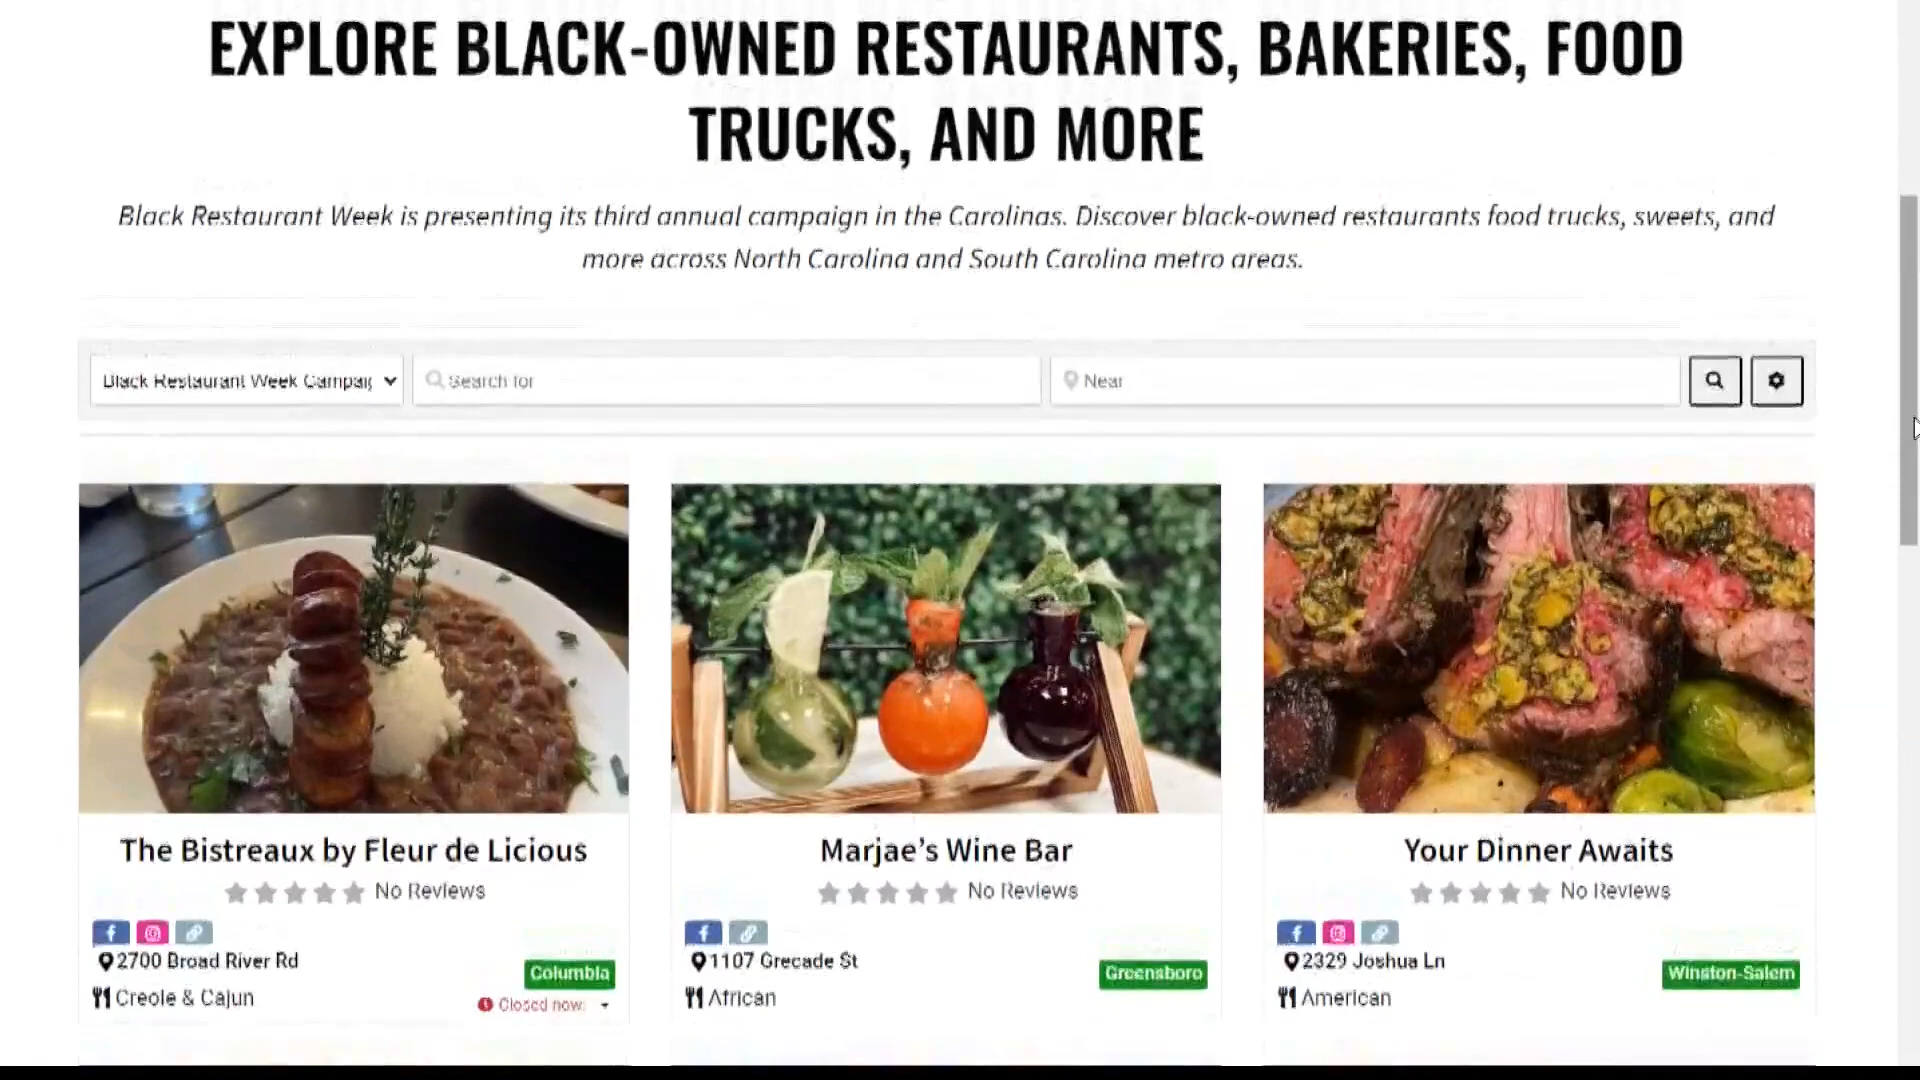 EXPLORE BLACK-OWNED RESTAURANTS, BAKERIES, FOOD
TRUCKS, AND MORE
Black Restaurant Week is presenting its third annual campaign in the Carolinas. Discover black-owned restaurants food trucks, sweets, and
more across North Carolina and South Carolina metro areas.
Black Restaurant Week Campaig
Search for
Near
The Bistreaux by Fleur de Licious
No Reviews
2700 Broad River Rd
Columbia
Creole & Cajun
Closed now
Marjae's Wine Bar
No Reviews
1107 Grecade St
Greensboro
African
Your Dinner Awaits
No Reviews
2329 Joshua Ln
Winston-Salem
American